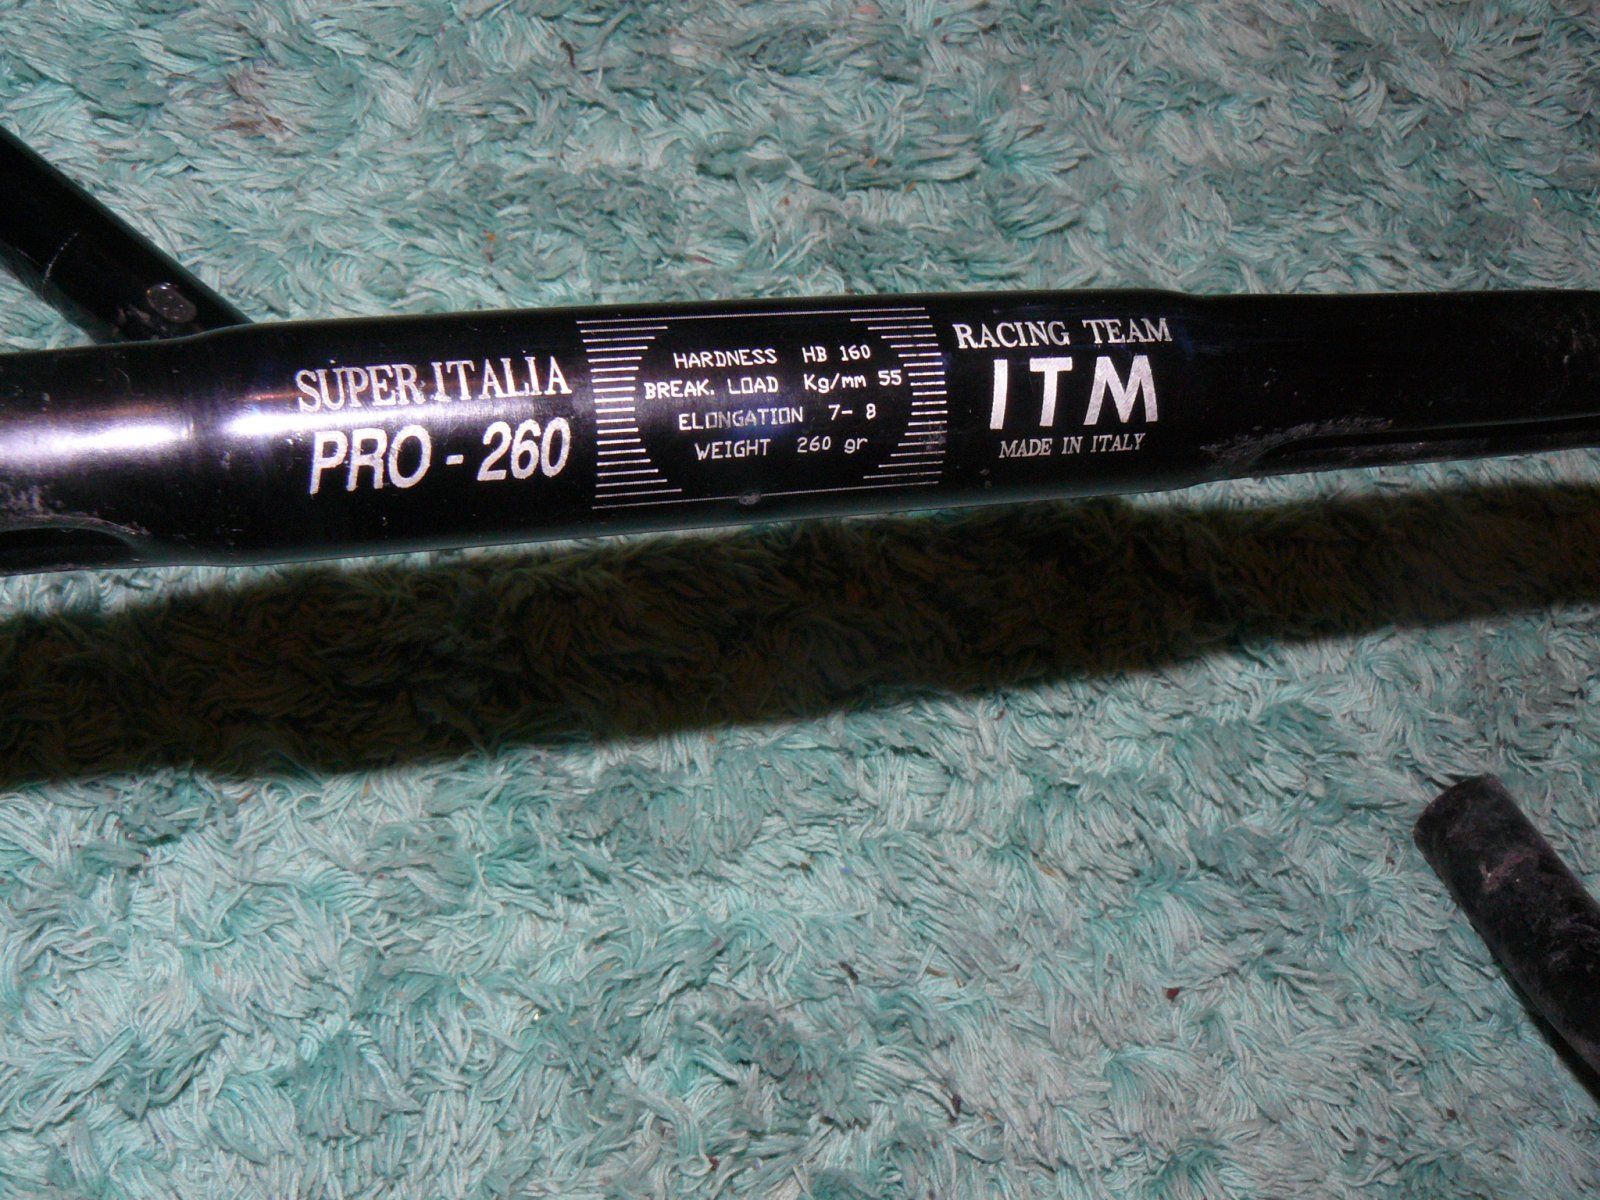 SUPER ITALIA
PRO - 260
HARDNESS HB 160
BREAK. LOAD Kg/mm 55
ELONGATION 7- 8
WEIGHT 260 gr
RACING TEAM
ITM
MADE IN ITALY